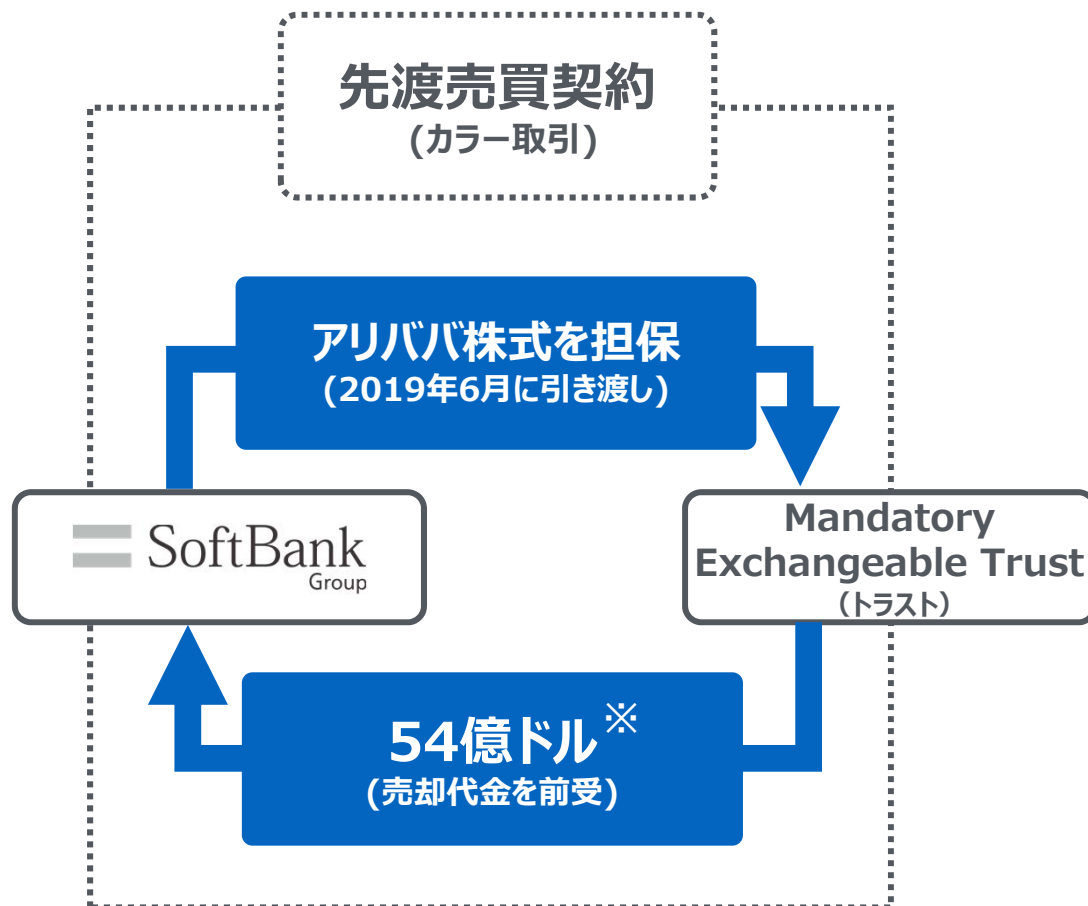 先渡売買契約
(カラー取引)
アリババ株式を担保
(2019年6月に引き渡し)
SoftBank
Group
Mandatory
Exchangeable Trust
（トラスト）
54億ドル※
(売却代金を前受)